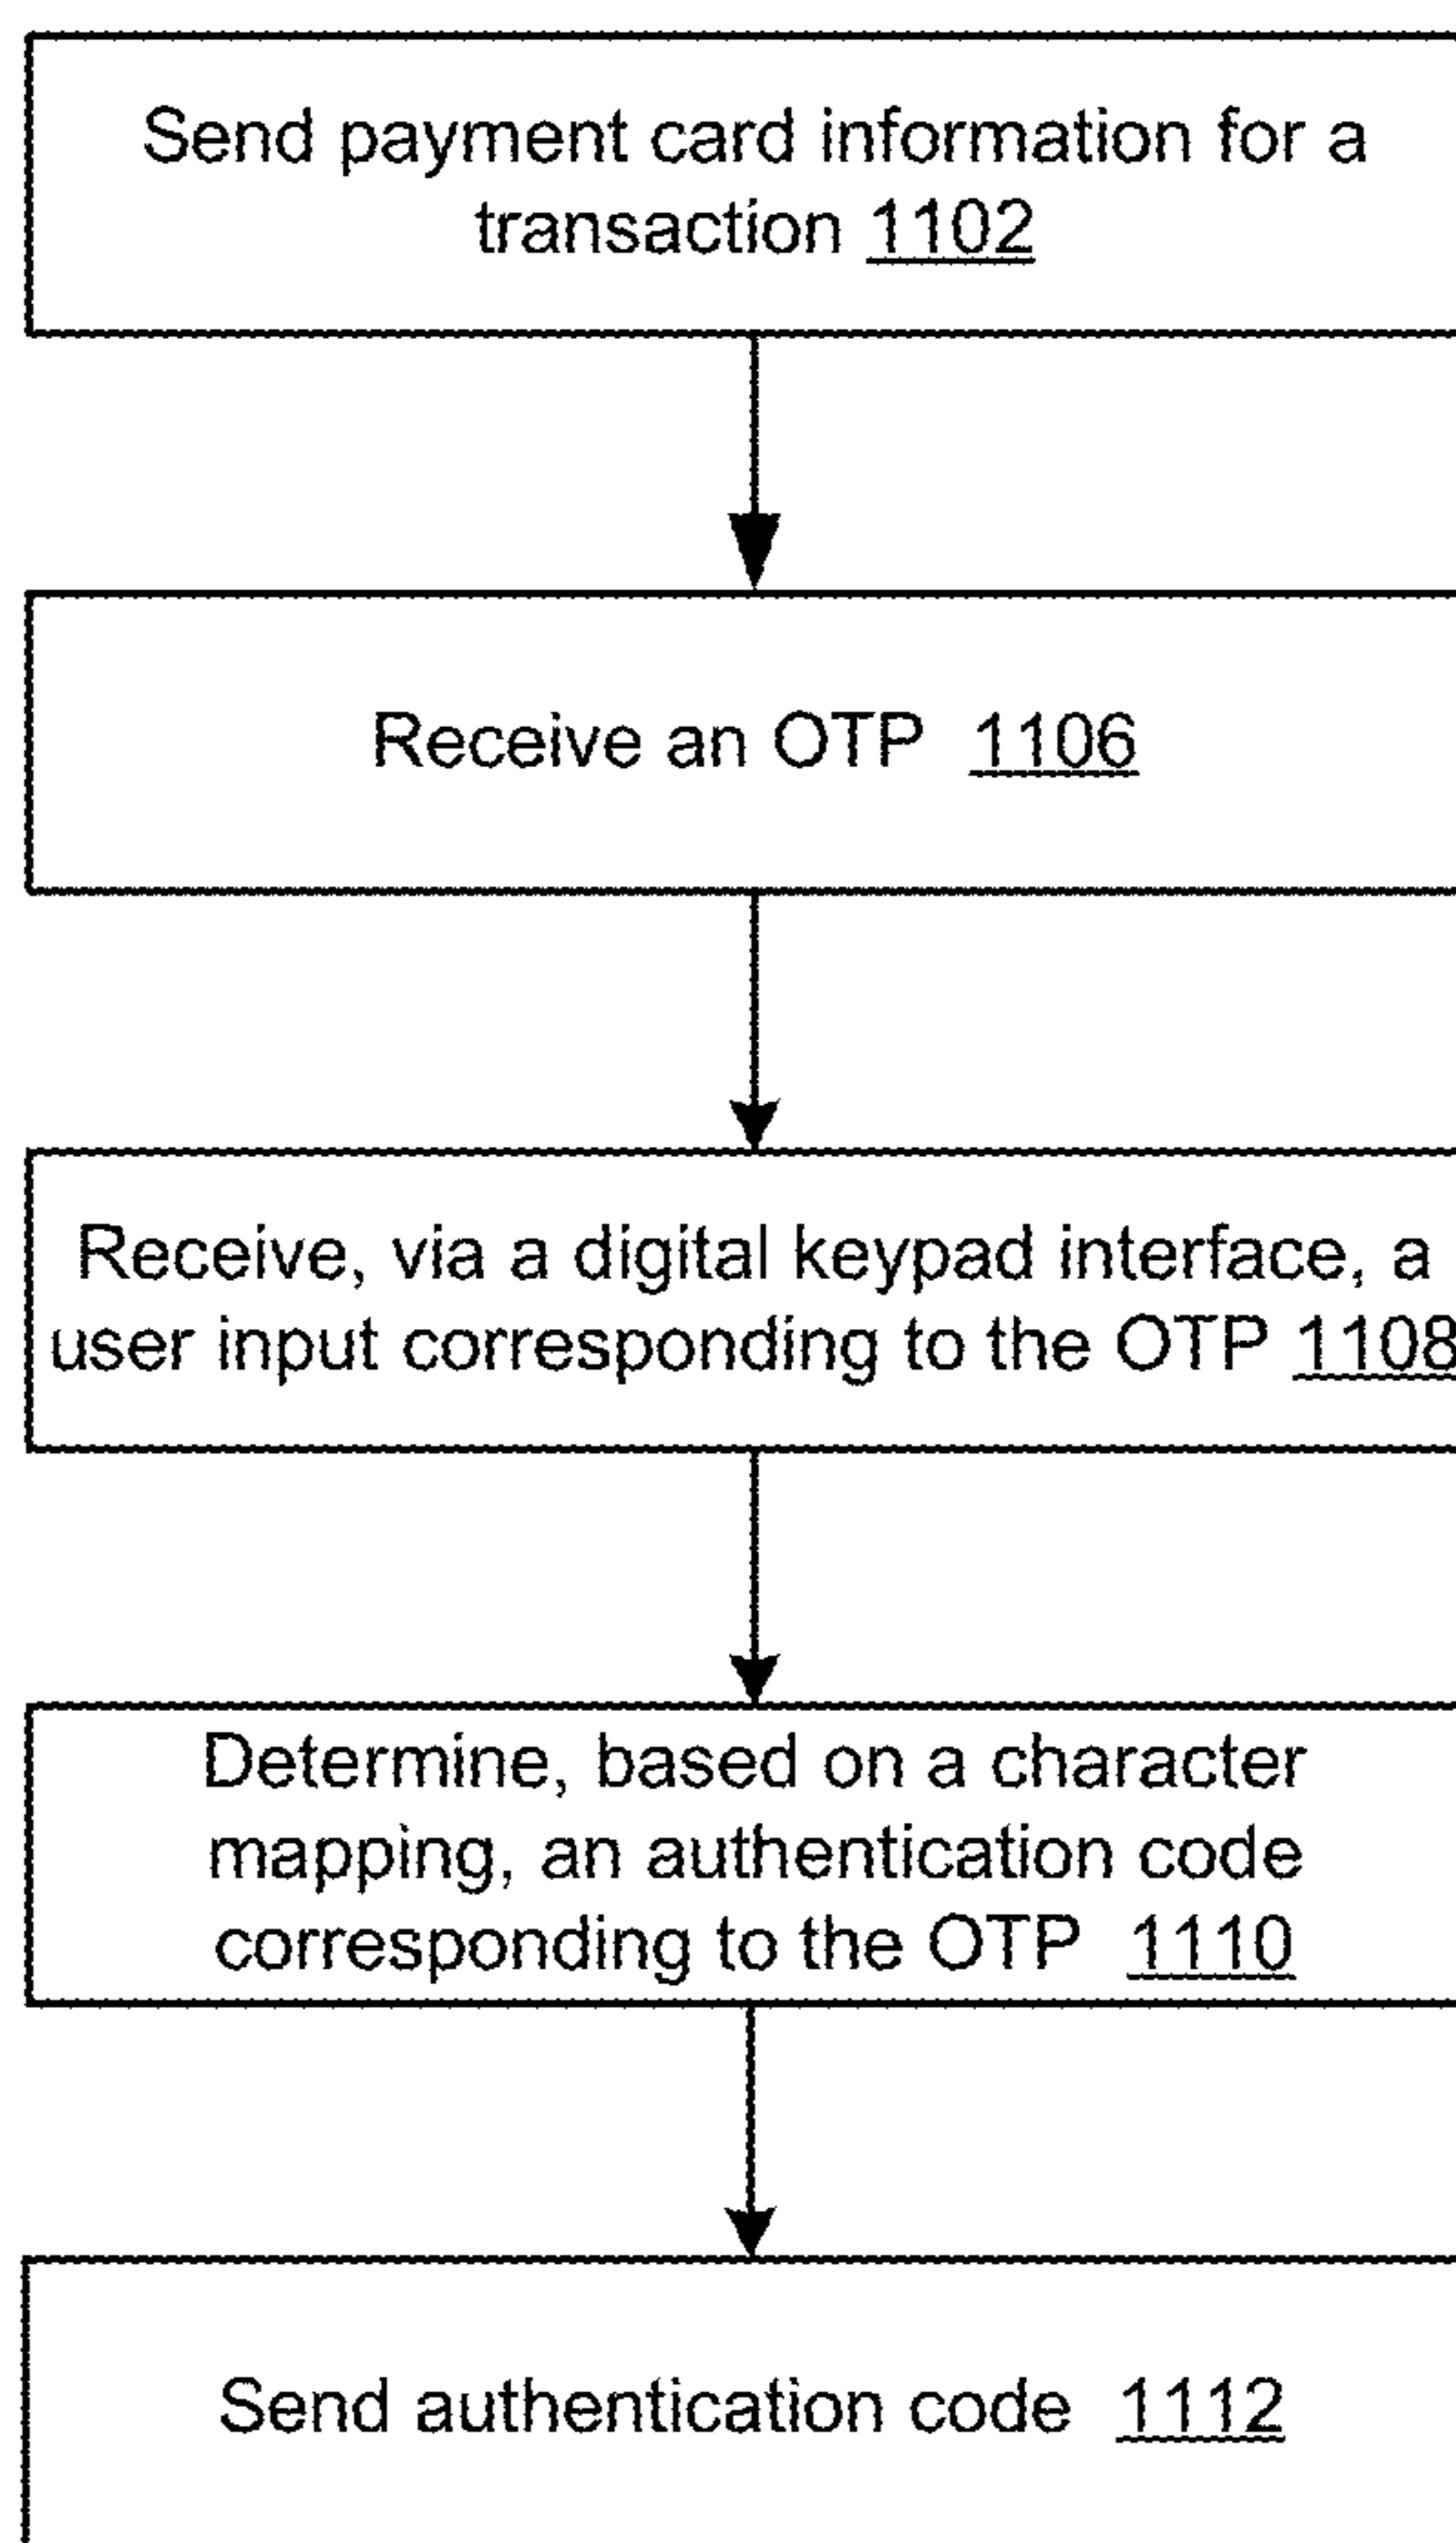 Send payment card information for a
transaction 1102
Receive an OTP 1106
Receive, via a digital keypad interface, a
user input corresponding to the OTP 1108
Determine, based on a character
mapping, an authentication code
corresponding to the OTP 1110
Send authentication code 1112